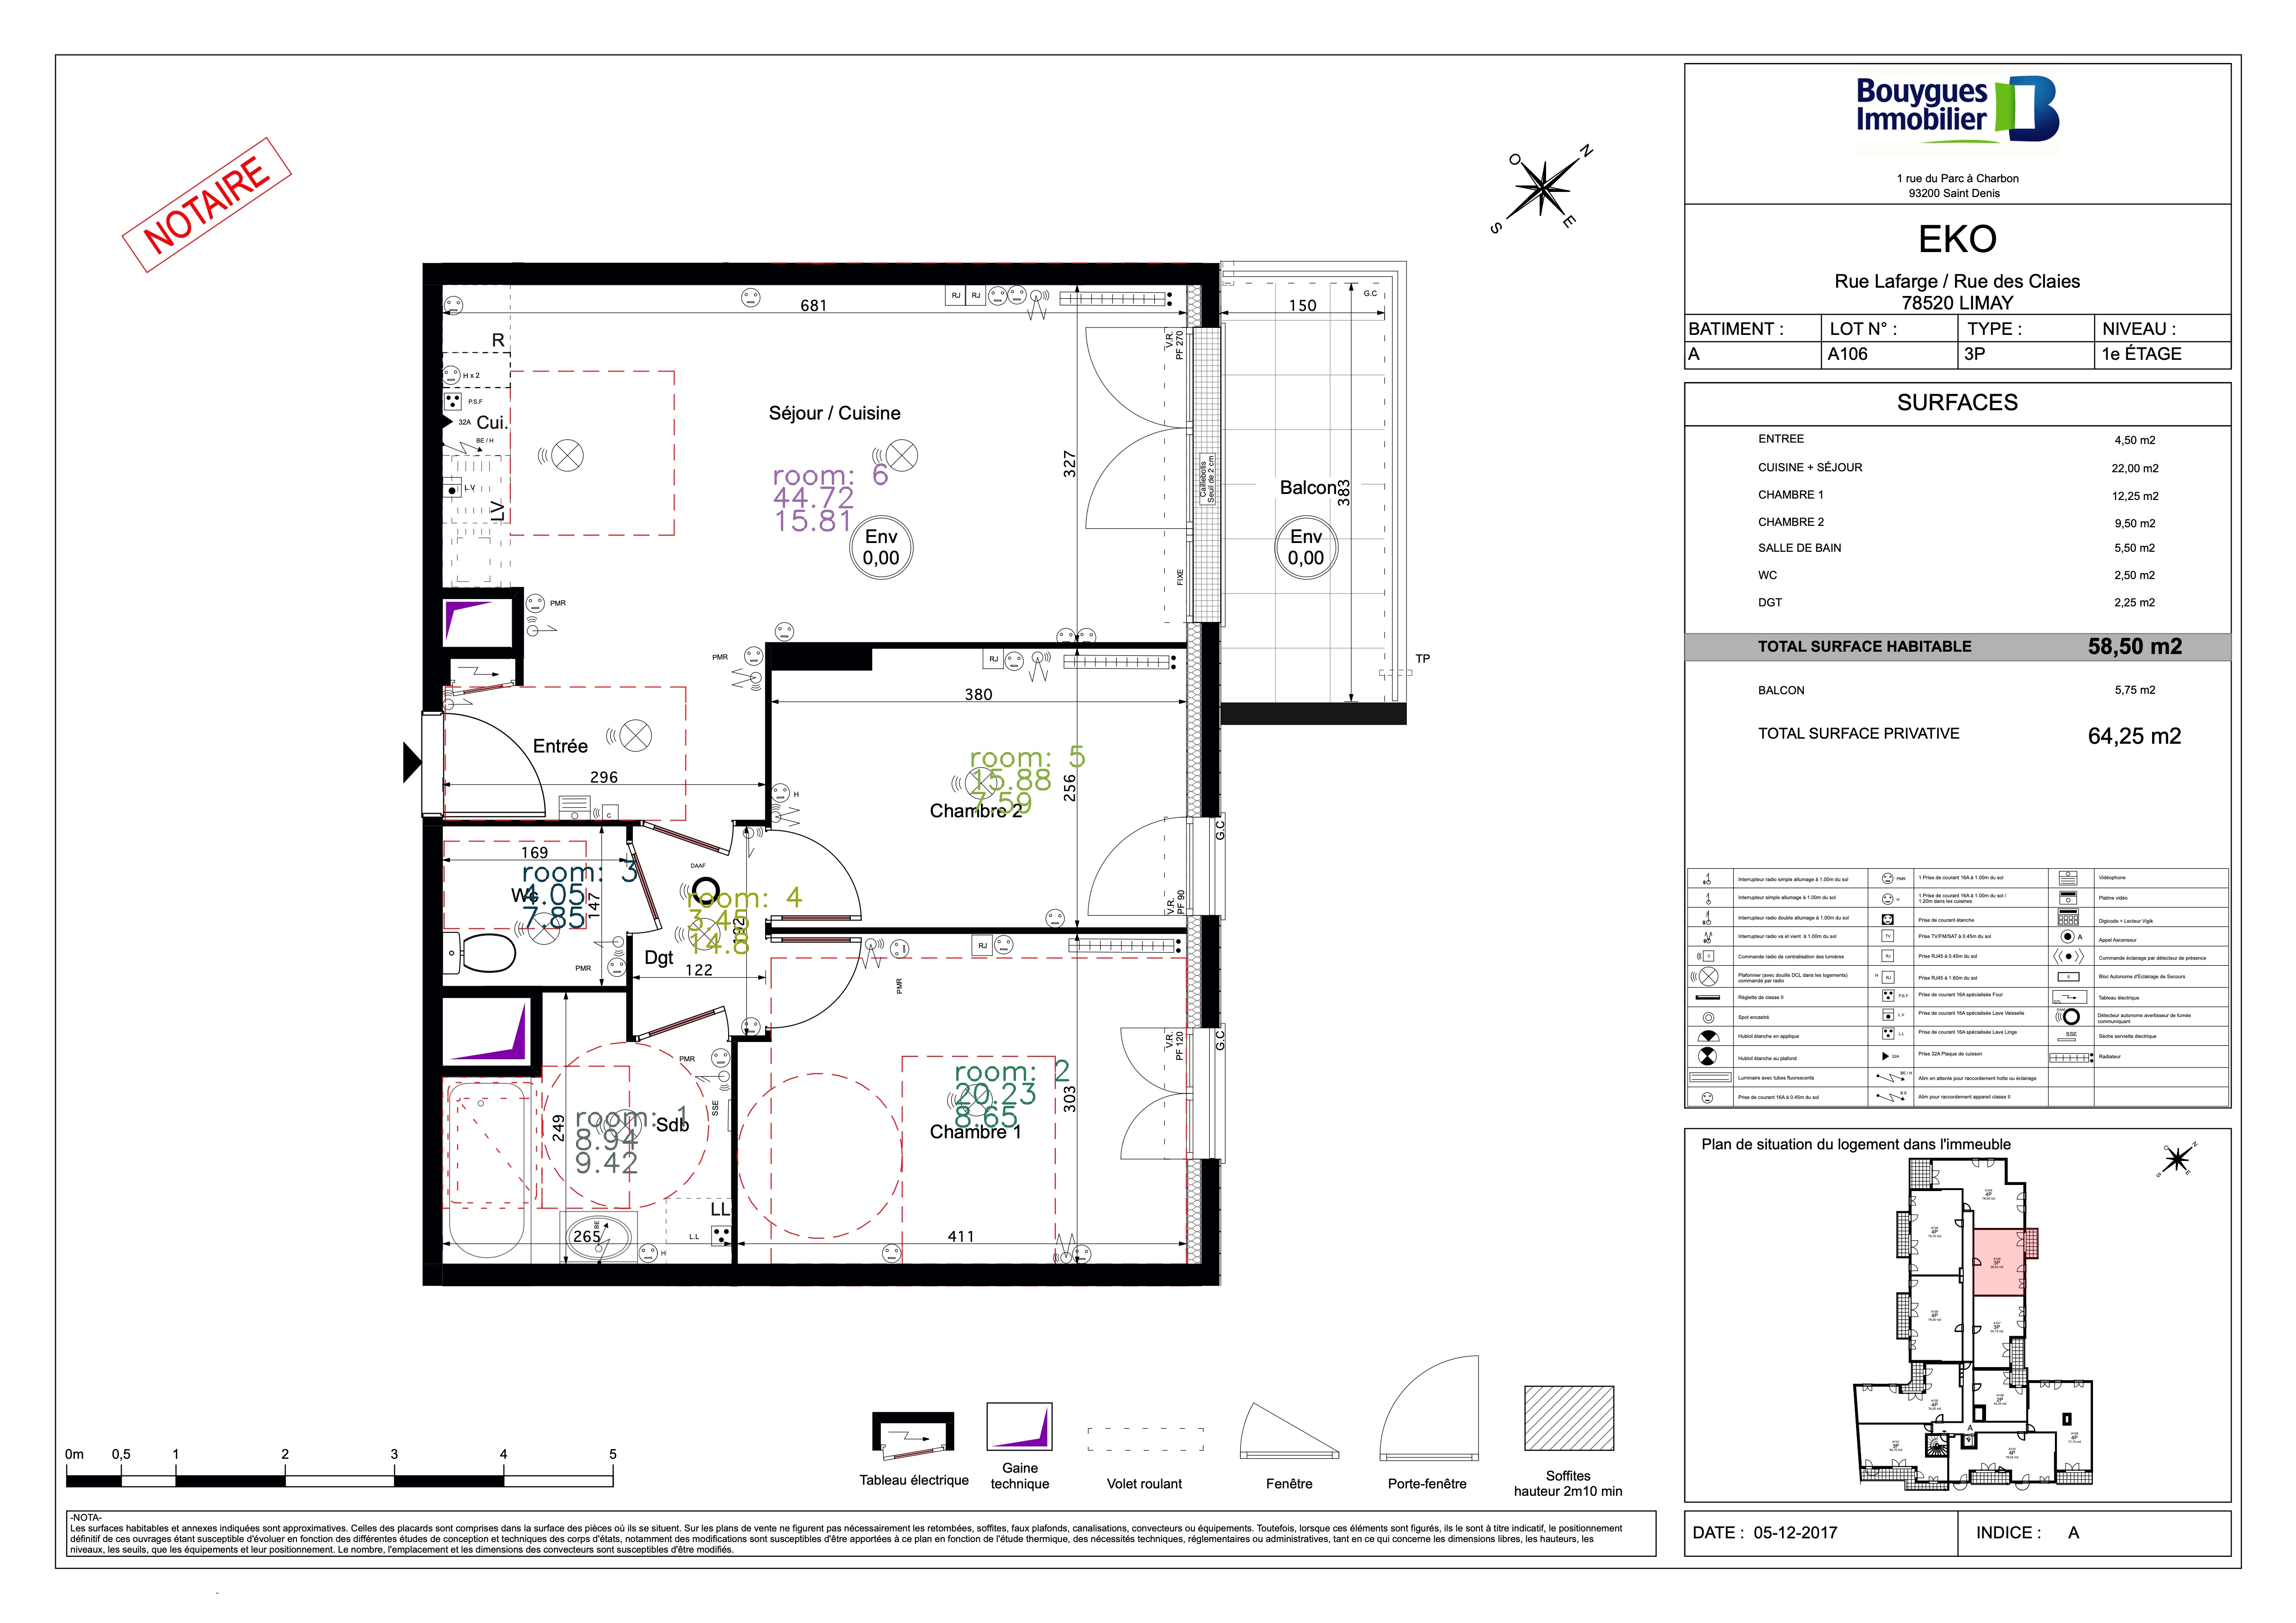 NOTAIRE
O
N
S
E
681
150
G.C
RJ
RJ
R
H x 2
P.S.F
32A
Cui.
BE / H
L.V
LV
Séjour / Cuisine
room: 6
44.72
15.81
Env
0,00
327
V.R.
PF 270
FIXE
Caillebotis
Seuil de 2 cm
Balcon
383
Env
0,00
TP
PMR
PMR
RJ
380
Entrée
296
C
H
room: 5
15.88
7.59
Chambre 2
256
V.R.
PF 90
G.C
169
room: 3
4.05
7.85
147
PMR
DAAF
room: 4
3.45
14.8
192
Dgt
122
PMR
RJ
V.R.
PF 120
G.C
PMR
SSE
249
room: 1
8.94
9.42
Sdb
BE
265
LL
L.L
H
room: 2
20.23
8.65
Chambre 1
303
411
0m 0,5 1 2 3 4 5
Tableau électrique
Gaine
technique
Volet roulant
Fenêtre
Porte-fenêtre
Soffites
hauteur 2m10 min
-NOTA-
Les surfaces habitables et annexes indiquées sont approximatives. Celles des placards sont comprises dans la surface des pièces où ils se situent. Sur les plans de vente ne figurent pas nécessairement les retombées, soffites, faux plafonds, canalisations, convecteurs ou équipements. Toutefois, lorsque ces éléments sont figurés, ils le sont à titre indicatif, le positionnement
définitif de ces ouvrages étant susceptible d'évoluer en fonction des différentes études de conception et techniques des corps d'états, notamment des modifications sont susceptibles d'être apportées à ce plan en fonction de l'étude thermique, des nécessités techniques, réglementaires ou administratives, tant en ce qui concerne les dimensions libres, les hauteurs, les
niveaux, les seuils, que les équipements et leur positionnement. Le nombre, l'emplacement et les dimensions des convecteurs sont susceptibles d'être modifiés.
Bouygues
Immobilier
1 rue du Parc à Charbon
93200 Saint Denis
EKO
Rue Lafarge / Rue des Claies
78520 LIMAY
BATIMENT : LOT N° : TYPE : NIVEAU :
A A106 3P 1e ÉTAGE
SURFACES
ENTREE 4,50 m2
CUISINE + SÉJOUR 22,00 m2
CHAMBRE 1 12,25 m2
CHAMBRE 2 9,50 m2
SALLE DE BAIN 5,50 m2
WC 2,50 m2
DGT 2,25 m2
TOTAL SURFACE HABITABLE 58,50 m2
BALCON 5,75 m2
TOTAL SURFACE PRIVATIVE 64,25 m2
Interrupteur radio simple allumage à 1.00m du sol
PMR 1 Prise de courant 16A à 1.00m du sol
Vidéophone
Interrupteur simple allumage à 1.00m du sol
H 1 Prise de courant 16A à 1.00m du sol /
1.20m dans les cuisines
Platine vidéo
Interrupteur radio double allumage à 1.00m du sol
Prise de courant étanche
Digicode + Lecteur Vigik
Interrupteur radio va et vient à 1.00m du sol
TV Prise TV/FM/SAT à 0.45m du sol
A Appel Ascenseur
C Commande radio de centralisation des lumières
RJ Prise RJ45 à 0.45m du sol
Commande éclairage par détecteur de présence
Plafonnier (avec douille DCL dans les logements)
commandé par radio
H RJ Prise RJ45 à 1.60m du sol
Bloc Autonome d'Eclairage de Secours
Réglette de classe II
P.S.F Prise de courant 16A spécialisée Four
Tableau électrique
Spot encastré
L.V Prise de courant 16A spécialisée Lave Vaisselle
DAAF Détecteur autonome avertisseur de fumée
communiquant
Hublot étanche en applique
L.L Prise de courant 16A spécialisée Lave Linge
SSE Sèche serviette électrique
Hublot étanche au plafond
32A Prise 32A Plaque de cuisson
Radiateur
Luminaire avec tubes fluorescents
BE / H Alim en attente pour raccordement hotte ou éclairage
Prise de courant 16A à 0.45m du sol
B.E Alim pour raccordement appareil classe II
Plan de situation du logement dans l'immeuble
DATE : 05-12-2017 INDICE : A